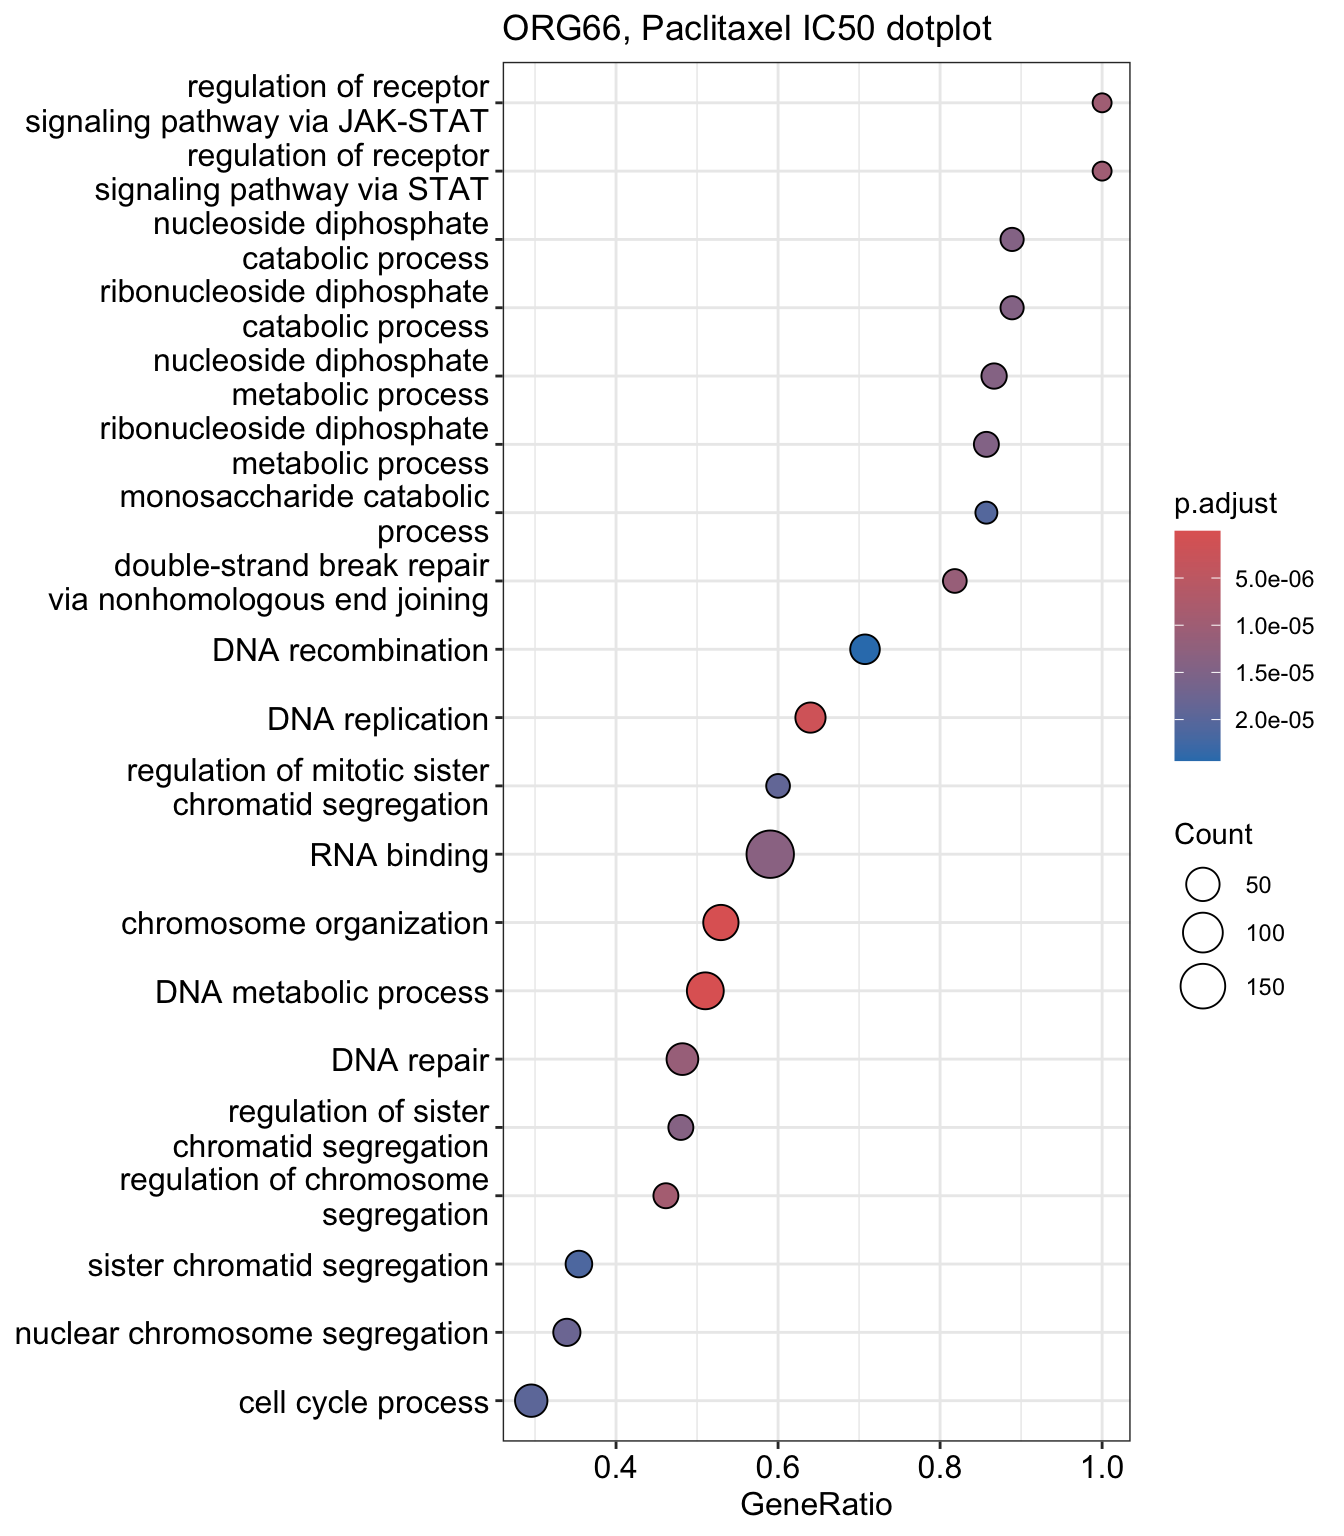 ORG66, Paclitaxel IC50 dotplot
regulation of receptor
signaling pathway via JAK-STAT
regulation of receptor
signaling pathway via STAT
nucleoside diphosphate
catabolic process
ribonucleoside diphosphate
catabolic process
nucleoside diphosphate
metabolic process
ribonucleoside diphosphate
metabolic process
monosaccharide catabolic
process
double-strand break repair
via nonhomologous end joining
DNA recombination
DNA replication
regulation of mitotic sister
chromatid segregation
RNA binding
chromosome organization
DNA metabolic process
DNA repair
regulation of sister
chromatid segregation
regulation of chromosome
segregation
sister chromatid segregation
nuclear chromosome segregation
cell cycle process
0.4 0.6 0.8 1.0
GeneRatio
p.adjust
5.0e-06
1.0e-05
1.5e-05
2.0e-05
Count
50
100
150